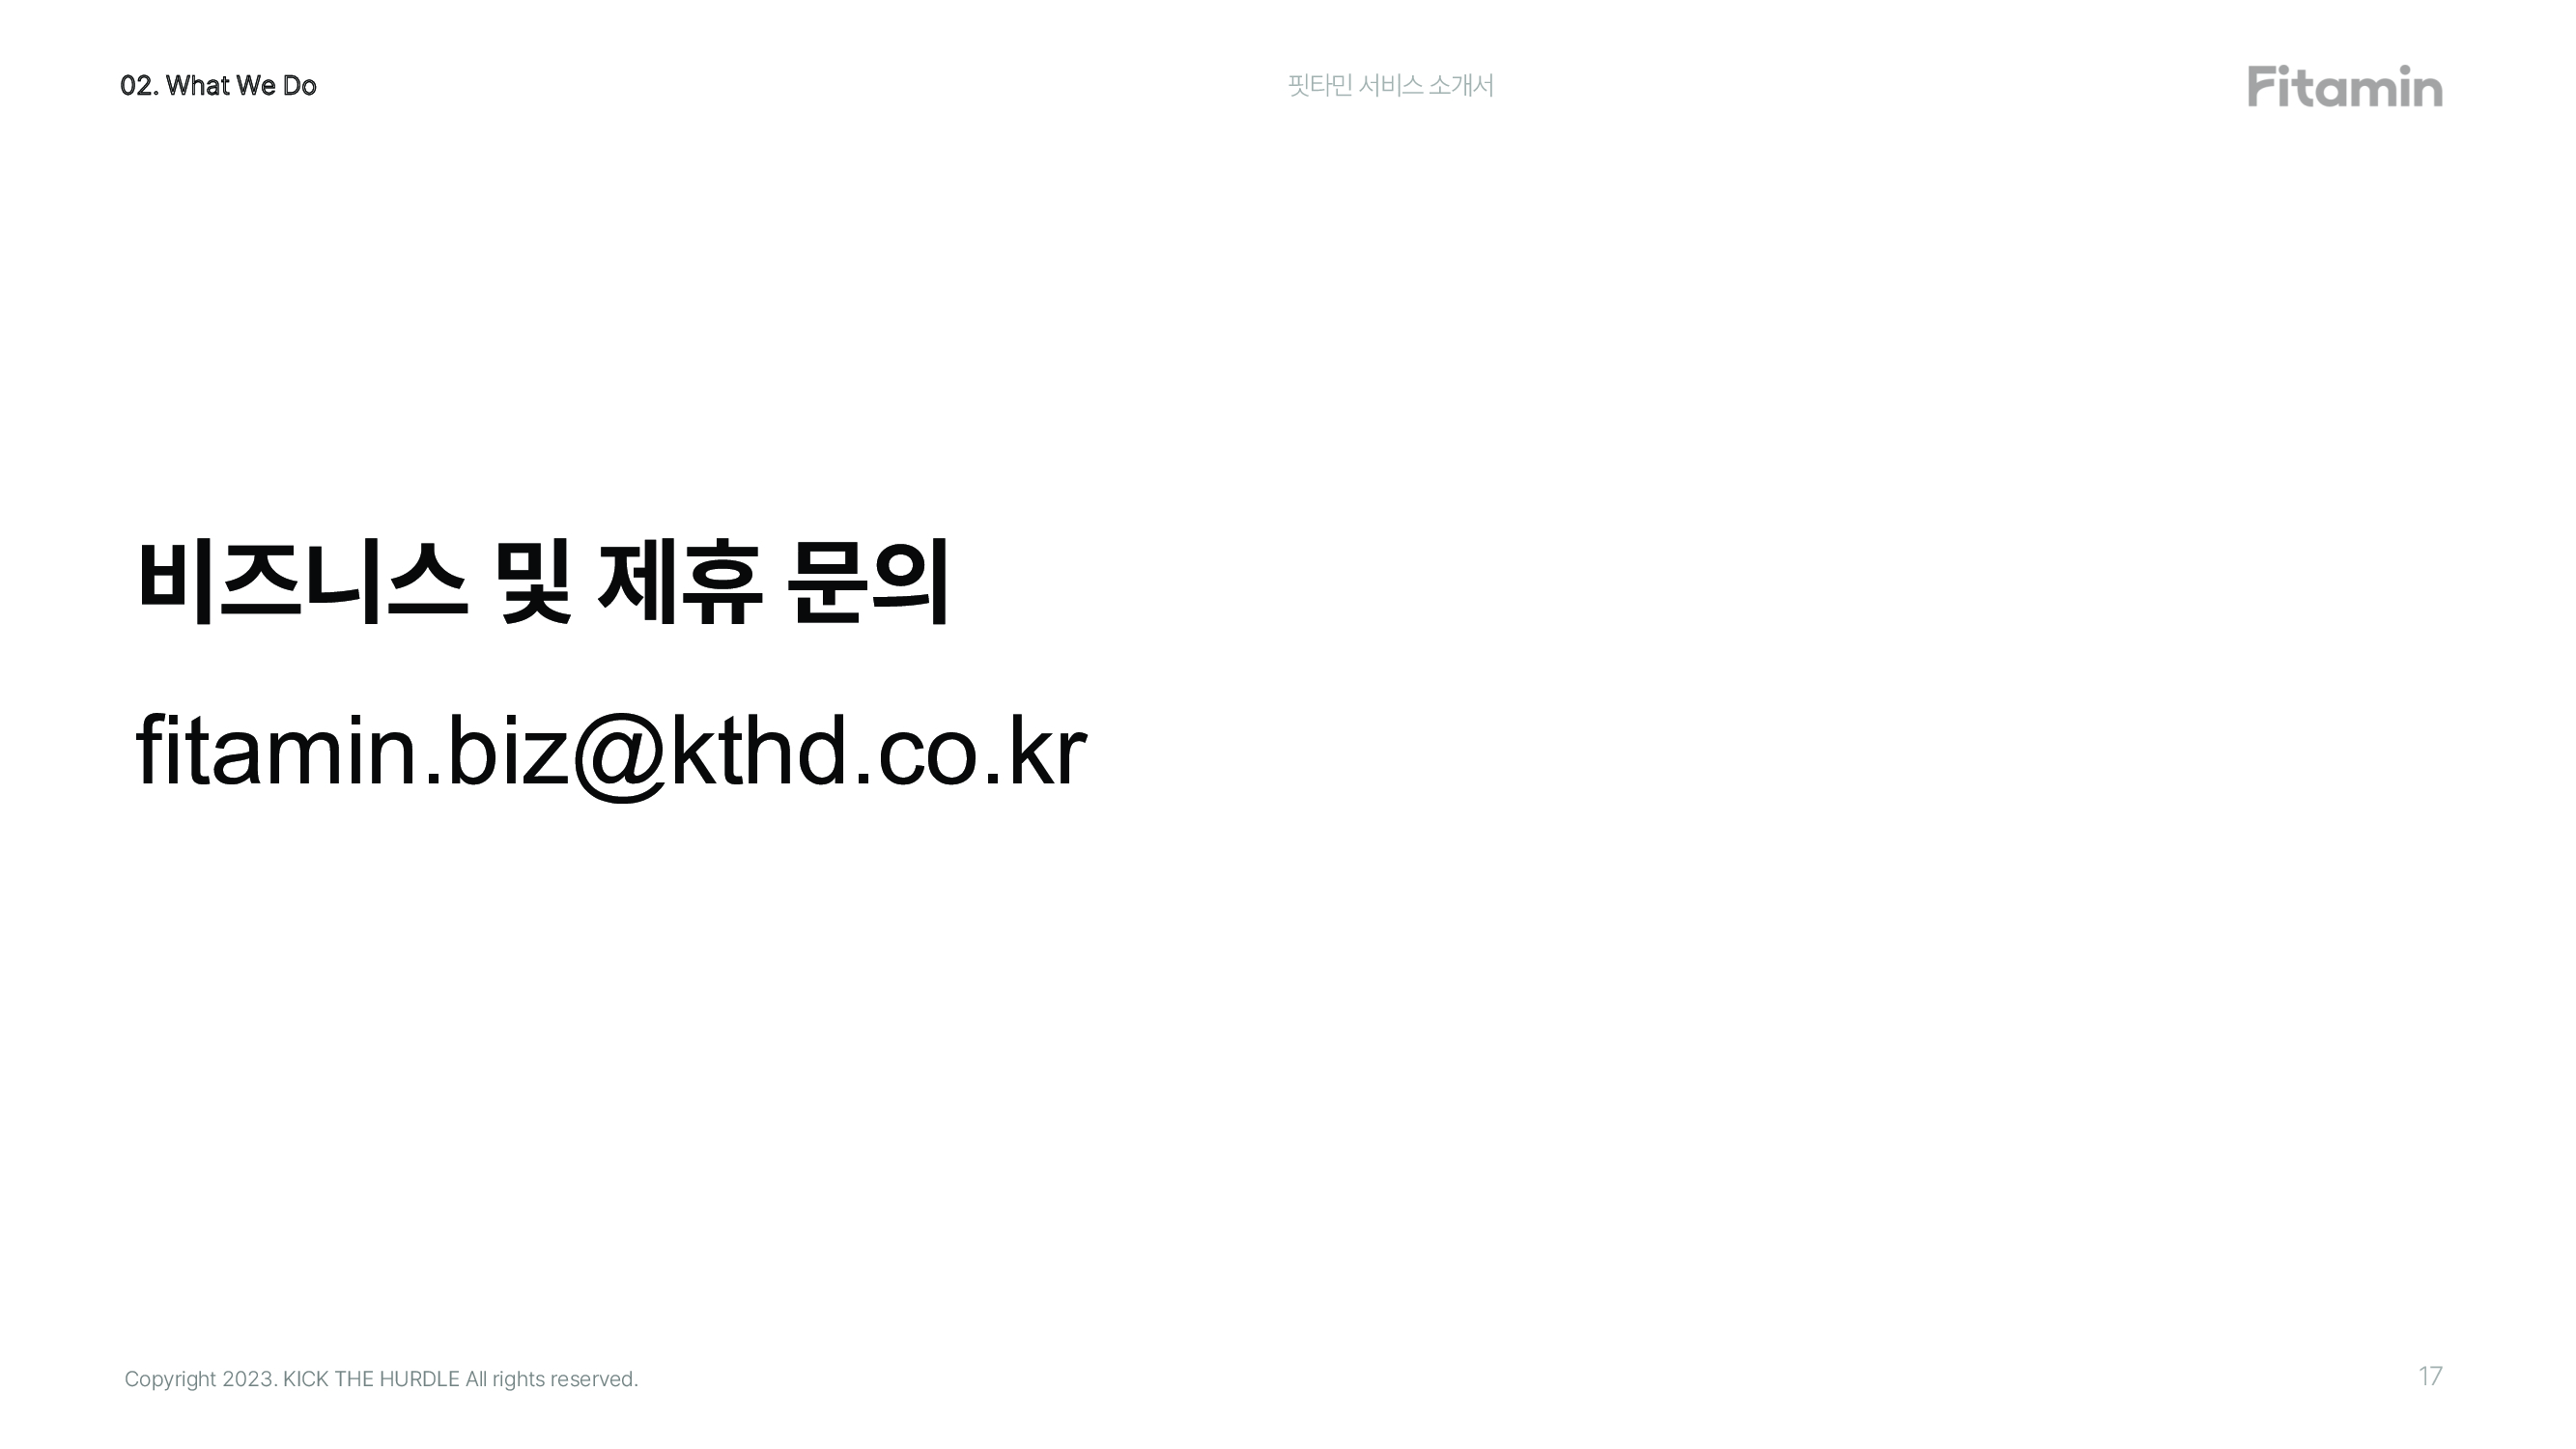 02. What We Do
핏타민 서비스 소개서
Fitamin
비즈니스 및 제휴 문의
fitamin.biz@kthd.co.kr
Copyright 2023. KICK THE HURDLE All rights reserved.
17